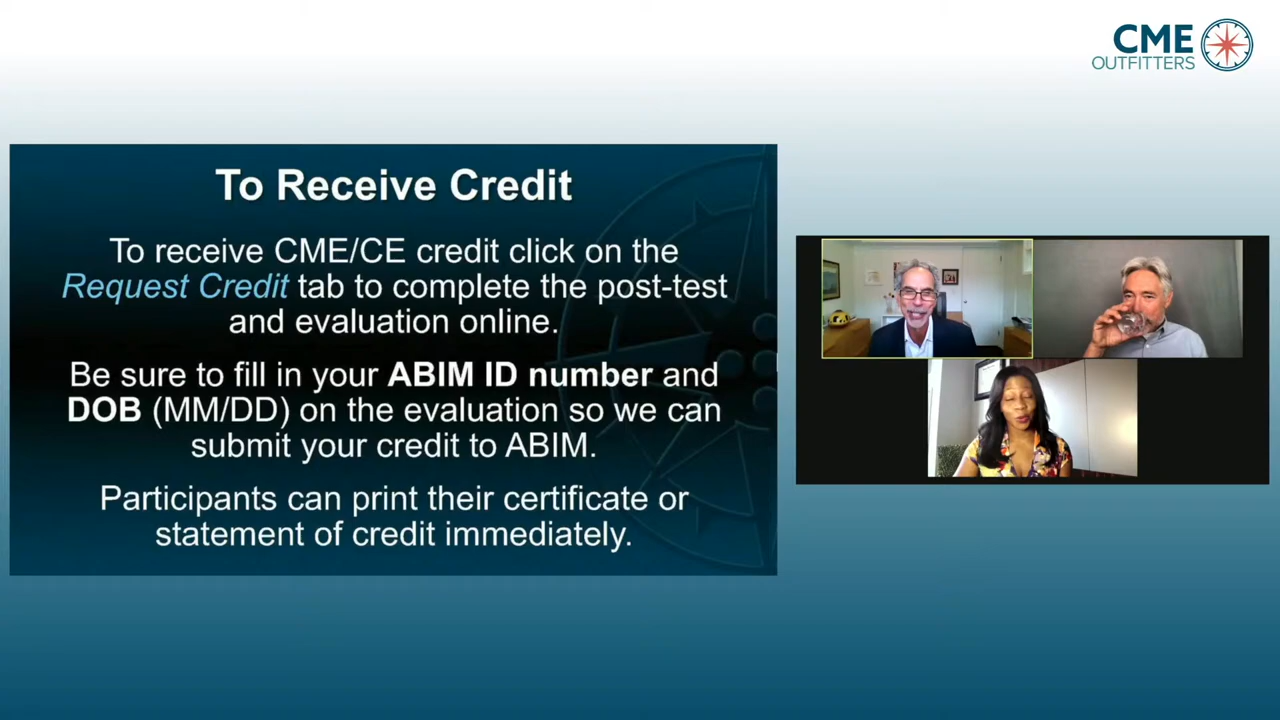 CME
OUTFITTERS
To Receive Credit
To receive CME/CE credit click on the
Request Credit tab to complete the post-test
and evaluation online.
Be sure to fill in your ABIM ID number and
DOB (MM/DD) on the evaluation so we can
submit your credit to ABIM.
Participants can print their certificate or
statement of credit immediately.